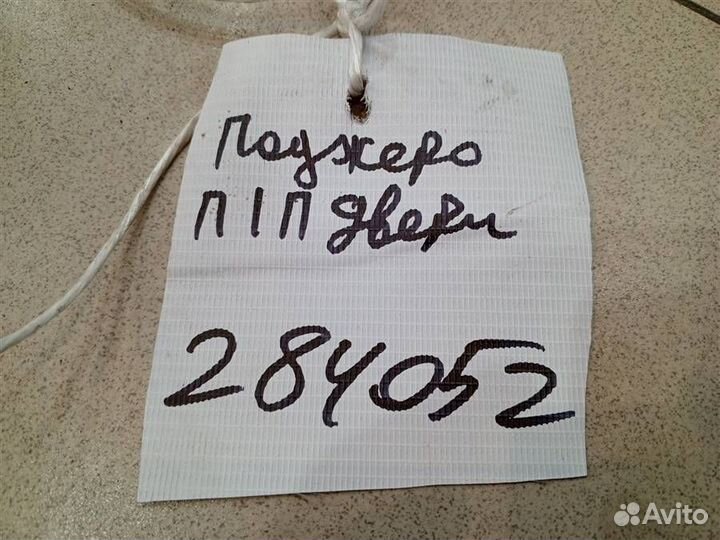 Паджеро
П/П двери
284052
Avito